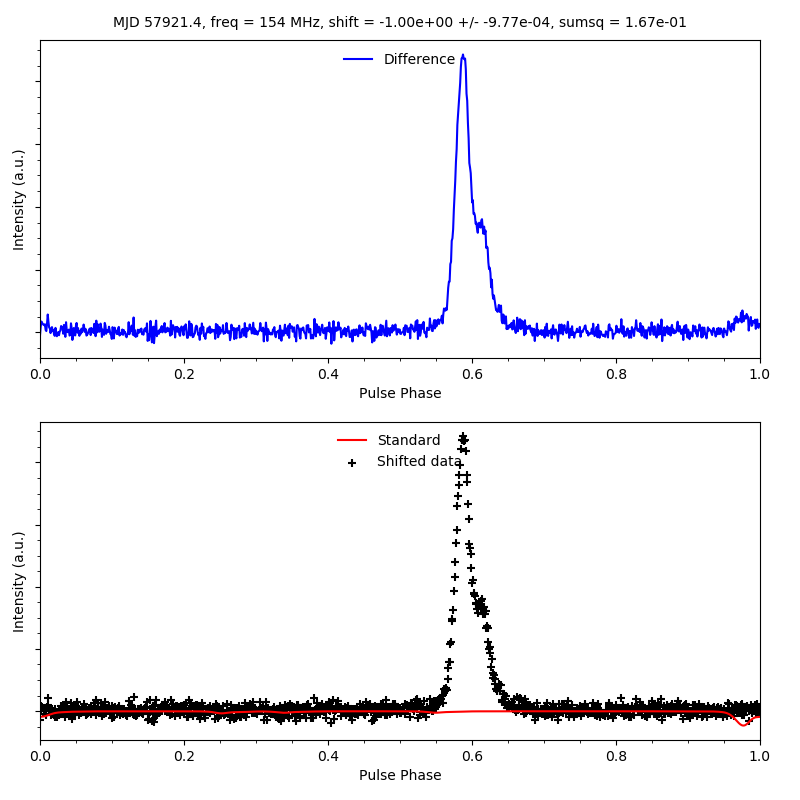 MJD 57921.4, freq = 154 MHz, shift = -1.00e+00 +/- -9.77e-04, sumsq = 1.67e-01
Difference
Intensity (a.u.)
0.0 0.2 0.4 0.6 0.8 1.0
Pulse Phase
Standard
Shifted data
Intensity (a.u.)
0.0 0.2 0.4 0.6 0.8 1.0
Pulse Phase